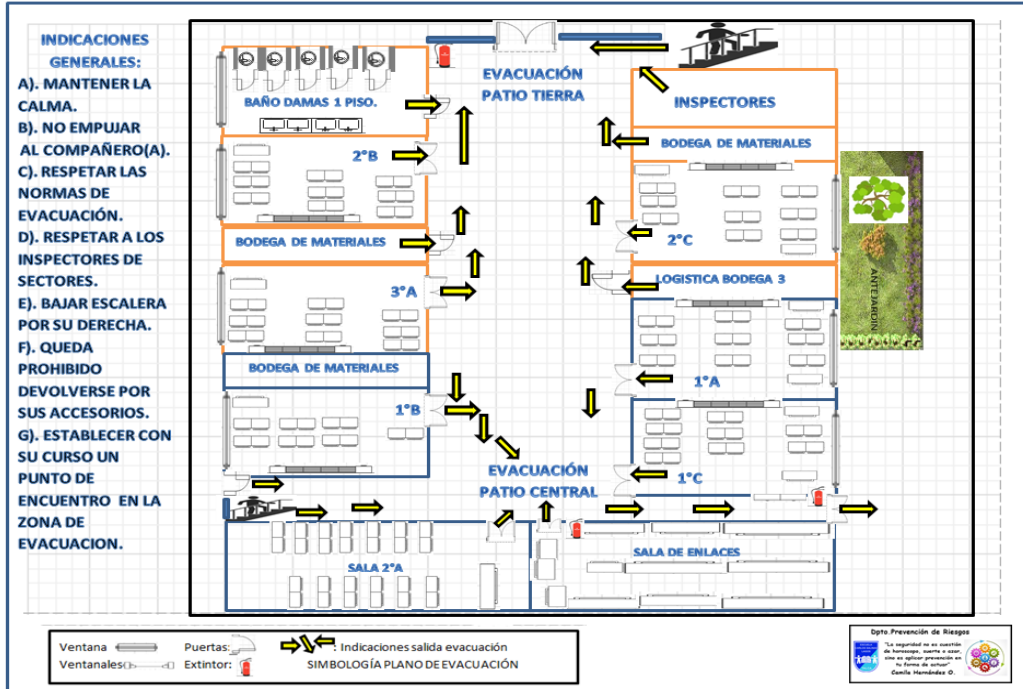 INDICACIONES
GENERALES:
A). MANTENER LA
CALMA.
B). NO EMPUJAR
AL COMPAÑERO(A).
C). RESPETAR LAS
NORMAS DE
EVACUACIÓN.
D). RESPETAR A LOS
INSPECTORES DE
SECTORES.
E). BAJAR ESCALERA
POR SU DERECHA.
F). QUEDA
PROHIBIDO
DEVOLVERSE POR
SUS ACCESORIOS.
G). ESTABLECER CON
SU CURSO UN
PUNTO DE
ENCUENTRO EN LA
ZONA DE
EVACUACION.
EVACUACIÓN
PATIO TIERRA
BAÑO DAMAS 1 PISO.
2°B
BODEGA DE MATERIALES
3°A
BODEGA DE MATERIALES
1°B
INSPECTORES
BODEGA DE MATERIALES
2°C
LOGISTICA BODEGA 3
1°A
1°C
ANTEJARDIN
EVACUACIÓN
PATIO CENTRAL
SALA 2°A
SALA DE ENLACES
Ventana
Puertas:
: Indicaciones salida evacuación
Ventanales
Extintor:
SIMBOLOGÍA PLANO DE EVACUACIÓN
Dpto.Prevención de Riesgos
"La seguridad no es cuestión
de horoscopo, suerte o azar,
sino es aplicar prevención en
tu forma de actuar"
Camilo Hernández O.